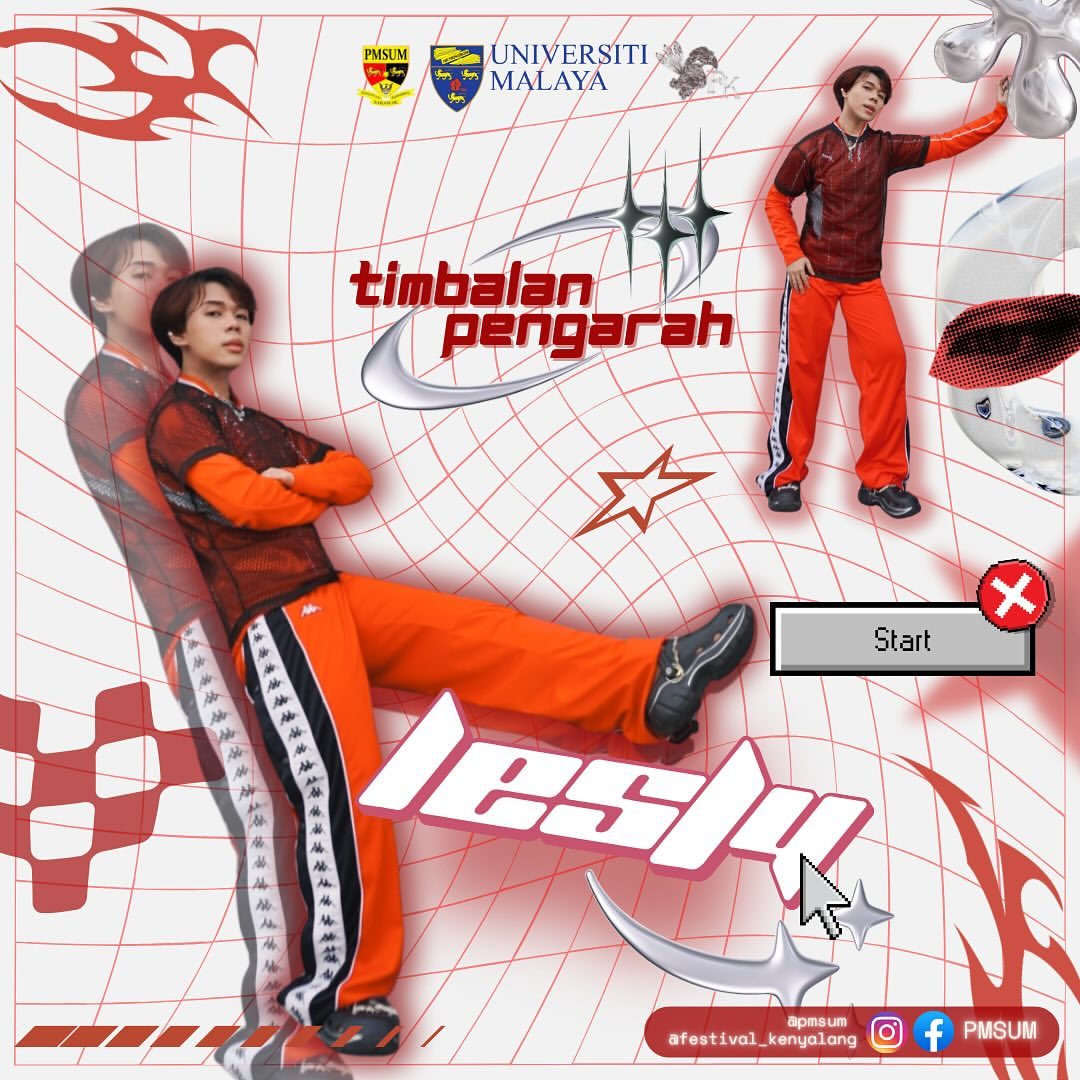 PMSUM
UNIVERSITI
MALAYA
timbalan
pengarah
Start
lesly
@pmsum
@festival_kenyalang
PMSUM